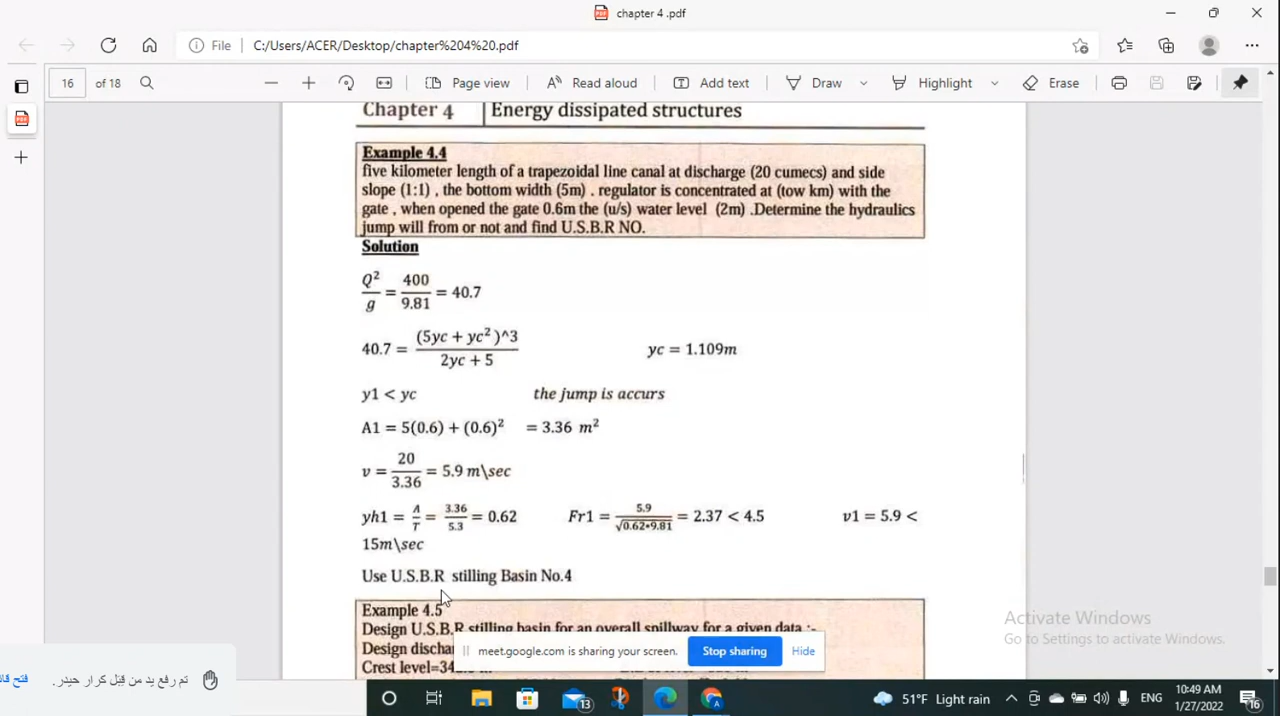 chapter 4 .pdf
File C:/Users/ACER/Desktop/chapter%204%20.pdf
16 of 18 Page view Read aloud Add text Draw Highlight Erase
Chapter 4 Energy dissipated structures
Example 4.4
five kilometer length of a trapezoidal line canal at discharge (20 cumecs) and side
slope (1:1) , the bottom width (5m) . regulator is concentrated at (tow km) with the
gate , when opened the gate 0.6m the (u/s) water level (2m) .Determine the hydraulics
jump will from or not and find U.S.B.R NO.
Solution
Q²/g = 400/9.81 = 40.7
40.7 = (5yc + yc² )^3 / 2yc + 5 yc = 1.109m
y1 < yc the jump is accurs
A1 = 5(0.6) + (0.6)² = 3.36 m²
v = 20/3.36 = 5.9 m\sec
yh1 = A/T = 3.36/5.3 = 0.62 Fr1 = 5.9/√0.62*9.81 = 2.37 < 4.5 v1 = 5.9 <
15m\sec
Use U.S.B.R stilling Basin No.4
Example 4.5
Design U.S.B.R stilling basin for an overall spillway for a given data :-
Design discha
Crest level=34
meet.google.com is sharing your screen. Stop sharing Hide
Activate Windows
Go to Settings to activate Windows.
تم رفع يد من قبل كرار حيدر. فتح قا
13 51°F Light rain ENG 10:49 AM
1/27/2022 16